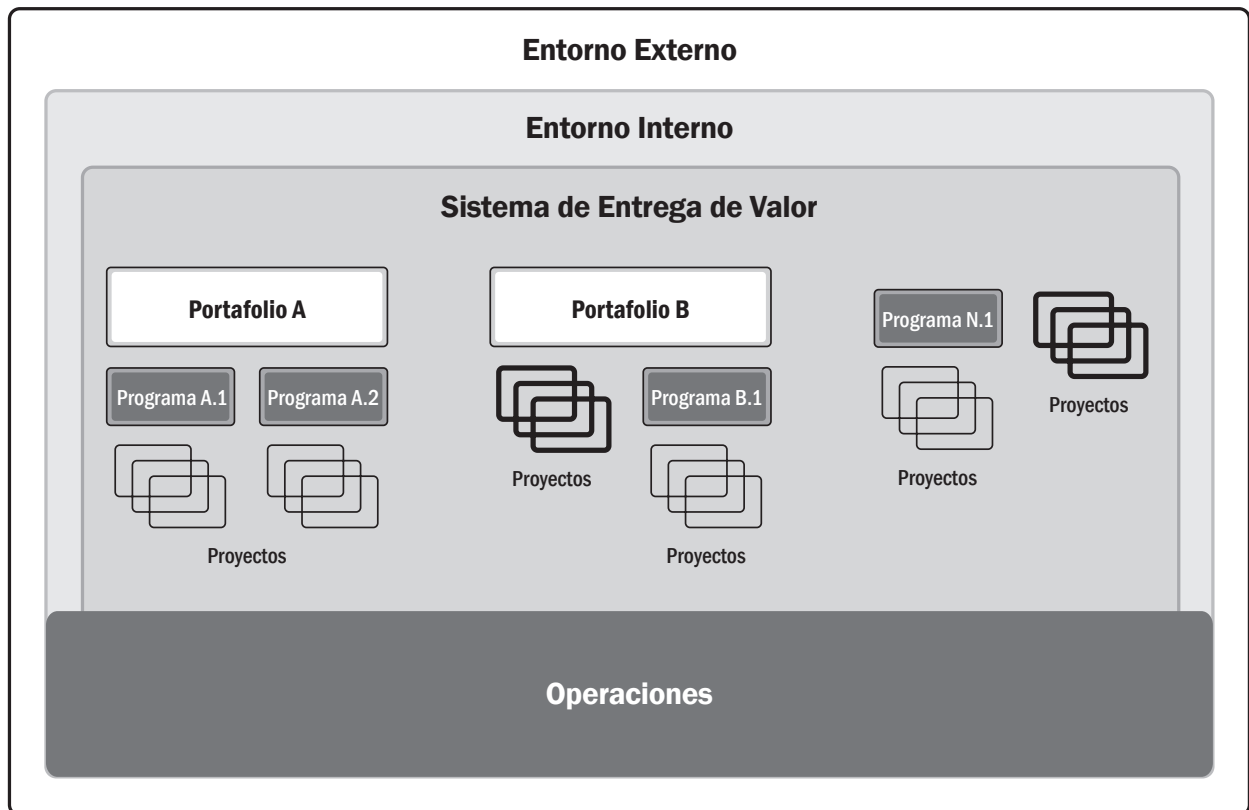 Entorno Externo
Entorno Interno
Sistema de Entrega de Valor
Portafolio A
Portafolio B
Programa N.1
Proyectos
Programa A.1
Programa A.2
Programa B.1
Proyectos
Proyectos
Proyectos
Proyectos
Operaciones